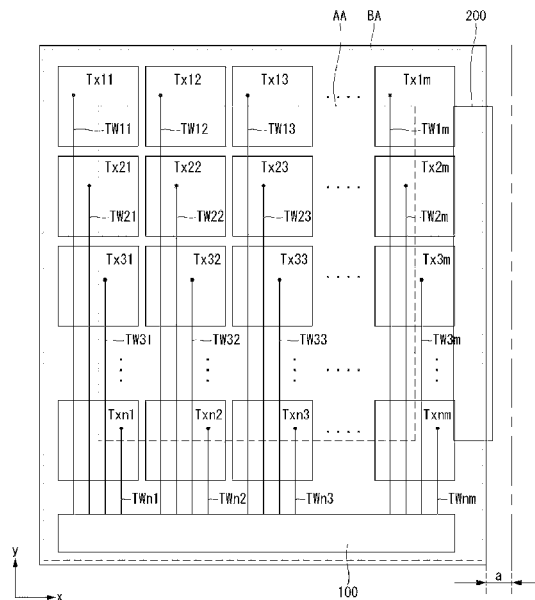 AA BA 200
Tx11 Tx12 Tx13 Tx1m
TW11 TW12 TW13 TW1m
Tx21 Tx22 Tx23 Tx2m
TW21 TW22 TW23 TW2m
Tx31 Tx32 Tx33 Tx3m
TW31 TW32 TW33 TW3m
Txn1 Txn2 Txn3 Txnm
TWn1 TWn2 TWn3 TWnm
y
x
100
a